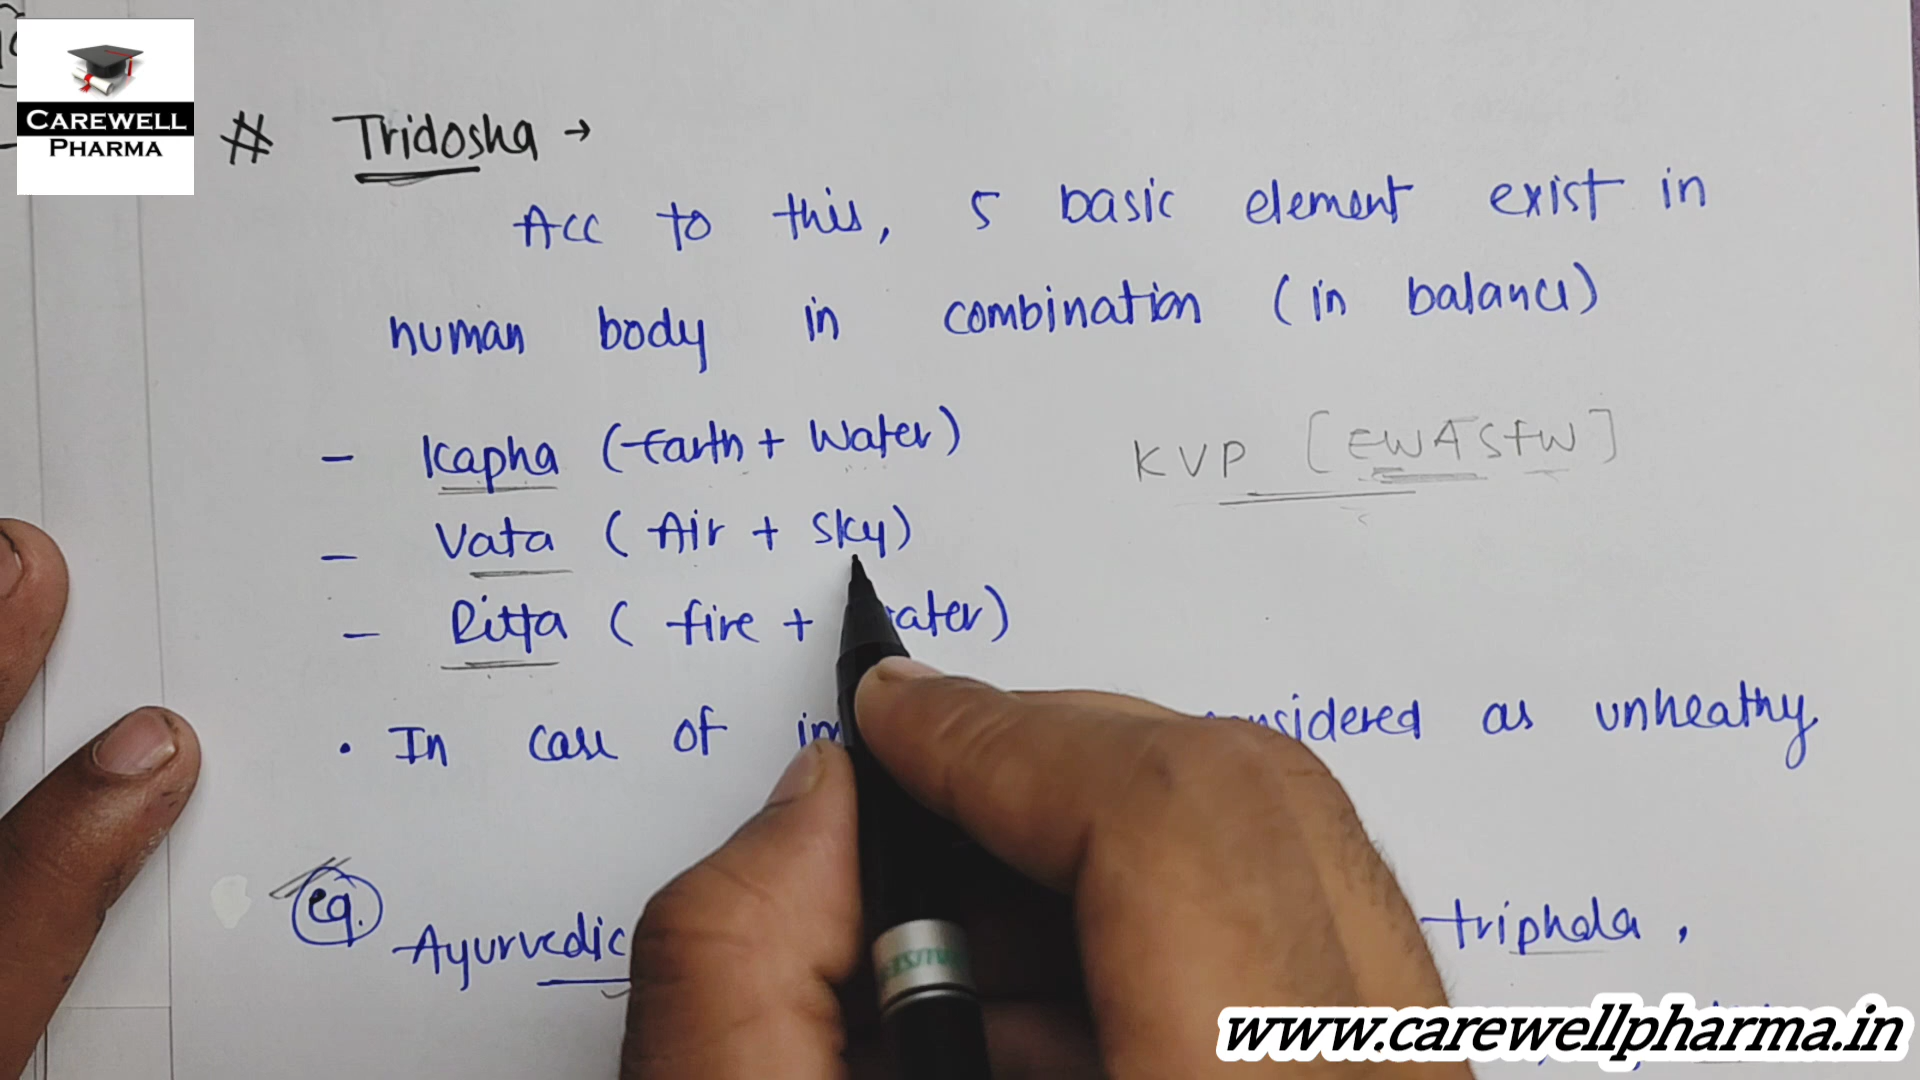 CAREWELL
PHARMA
# Tridosha →
Acc to this, 5 basic element exist in
human body in combination (in balance)
- Kapha (Earth + Water)
KVP [EWASFW]
- Vata (Air + Sky)
- Pitta (fire + water)
• In case of considered as unheathy
eg.
Ayurvedic triphala,
www.carewellpharma.in